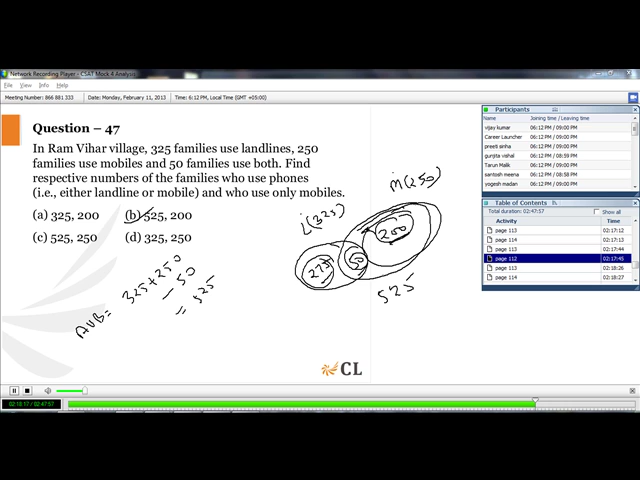 Network Recording Player - CSAT Mock 4 Analysis
File View Help
Meeting Number: 866 881 333 Date: Monday, February 11, 2013 Time: 6:12 PM, Local Time (GMT +05:00)
Question – 47
In Ram Vihar village, 325 families use landlines, 250
families use mobiles and 50 families use both. Find
respective numbers of the families who use phones
(i.e., either landline or mobile) and who use only mobiles.
(a) 325, 200 (b) 525, 200
(c) 525, 250 (d) 325, 250
L(325)
m(250)
275 50 200
525
AUB= 325+250
- 50
= 525
CL
Participants
Name Joining time / Leaving time
vijay kumar 06:12 PM / 09:00 PM
Career Launcher 06:12 PM / 09:00 PM
preeti sinha 06:12 PM / 09:00 PM
gunjita vishal 06:12 PM / 08:59 PM
Tarun Malik 06:12 PM / 09:00 PM
santosh meena 06:12 PM / 08:58 PM
yogesh madan 06:12 PM / 09:00 PM
Table of Contents
Total duration: 02:47:57 Show all
Activity Time
page 113 02:17:12
page 114 02:17:13
page 113 02:17:44
page 112 02:17:45
page 113 02:18:26
page 114 02:18:27
02:18:17 / 02:47:57